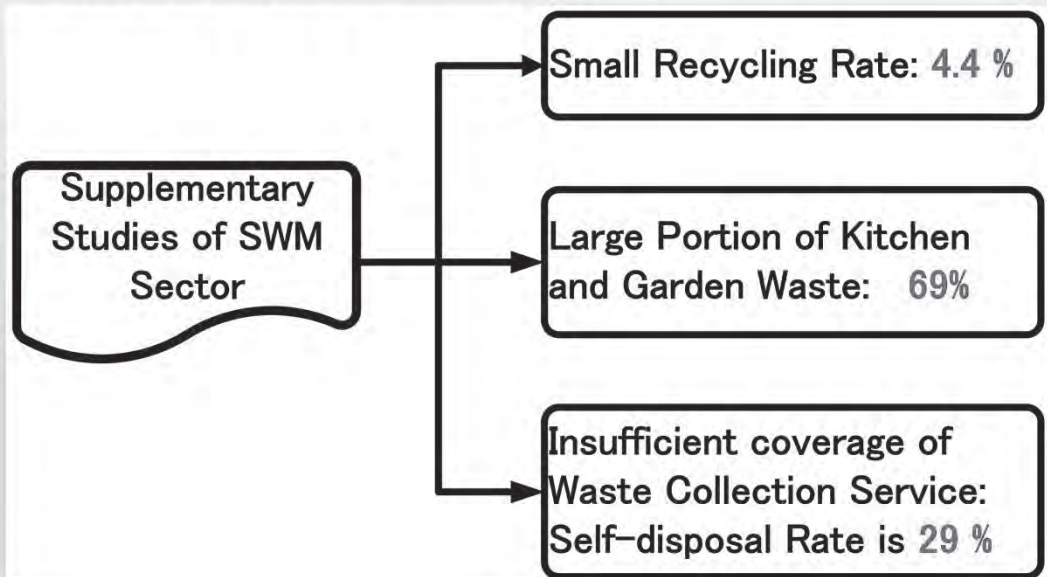 Supplementary
Studies of SWM
Sector
Small Recycling Rate: 4.4 %
Large Portion of Kitchen
and Garden Waste: 69%
Insufficient coverage of
Waste Collection Service:
Self-disposal Rate is 29 %